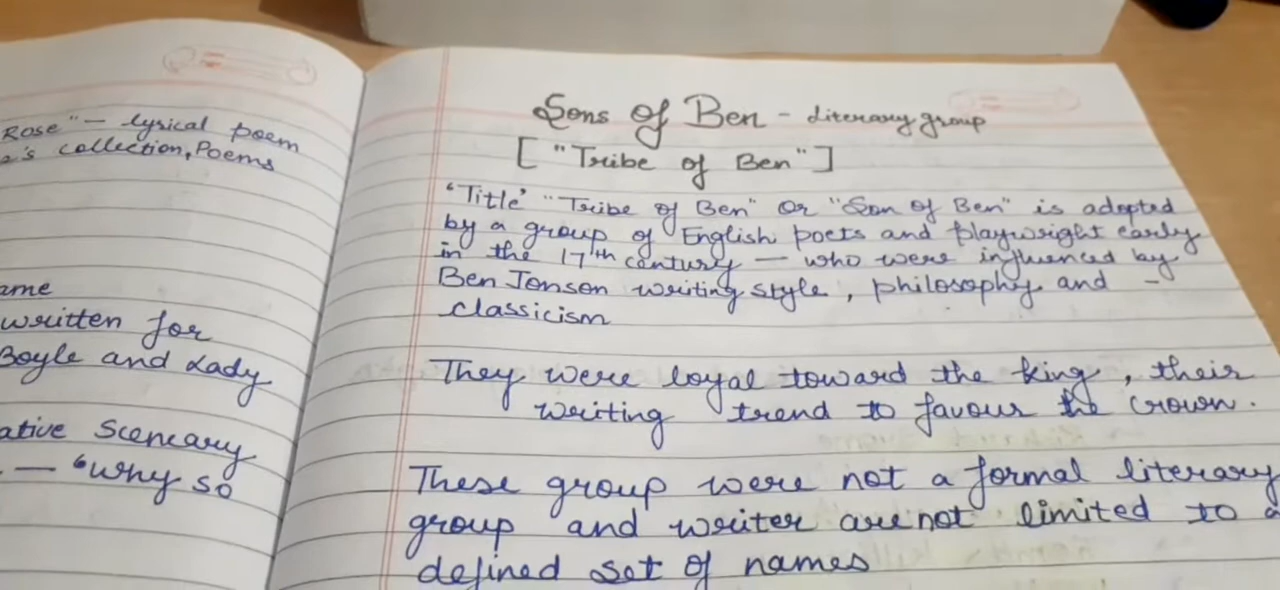 Rose" – lyrical poem
's collection, Poems
ame
written for
Boyle and Lady
ative Sceneary
— "why so
Sons of Ben – Literary group
[ "Tribe of Ben" ]
'Title' "Tribe of Ben" or "Son of Ben" is adopted
by a group of English poets and playwright early
in the 17th century — who were influenced by
Ben Jonson writing style, philosophy and –
classicism
They were loyal toward the king, their
writing trend to favour the crown.
These group were not a formal literary
group and writer are not limited to a
defined set of names